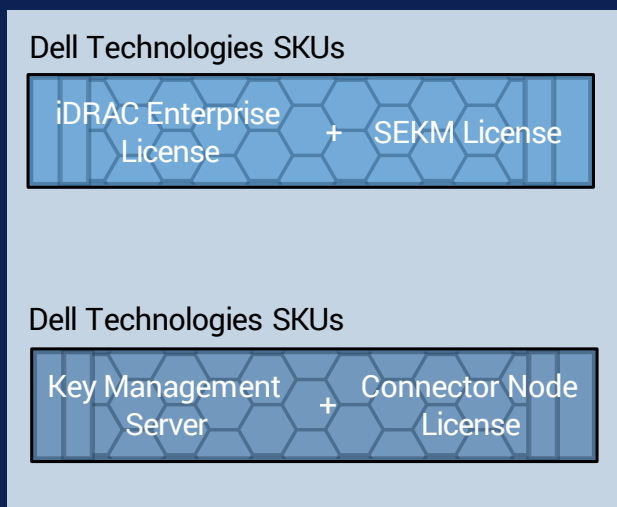 Dell Technologies SKUs
iDRAC Enterprise
License
+
SEKM License
Dell Technologies SKUs
Key Management
Server
+
Connector Node
License